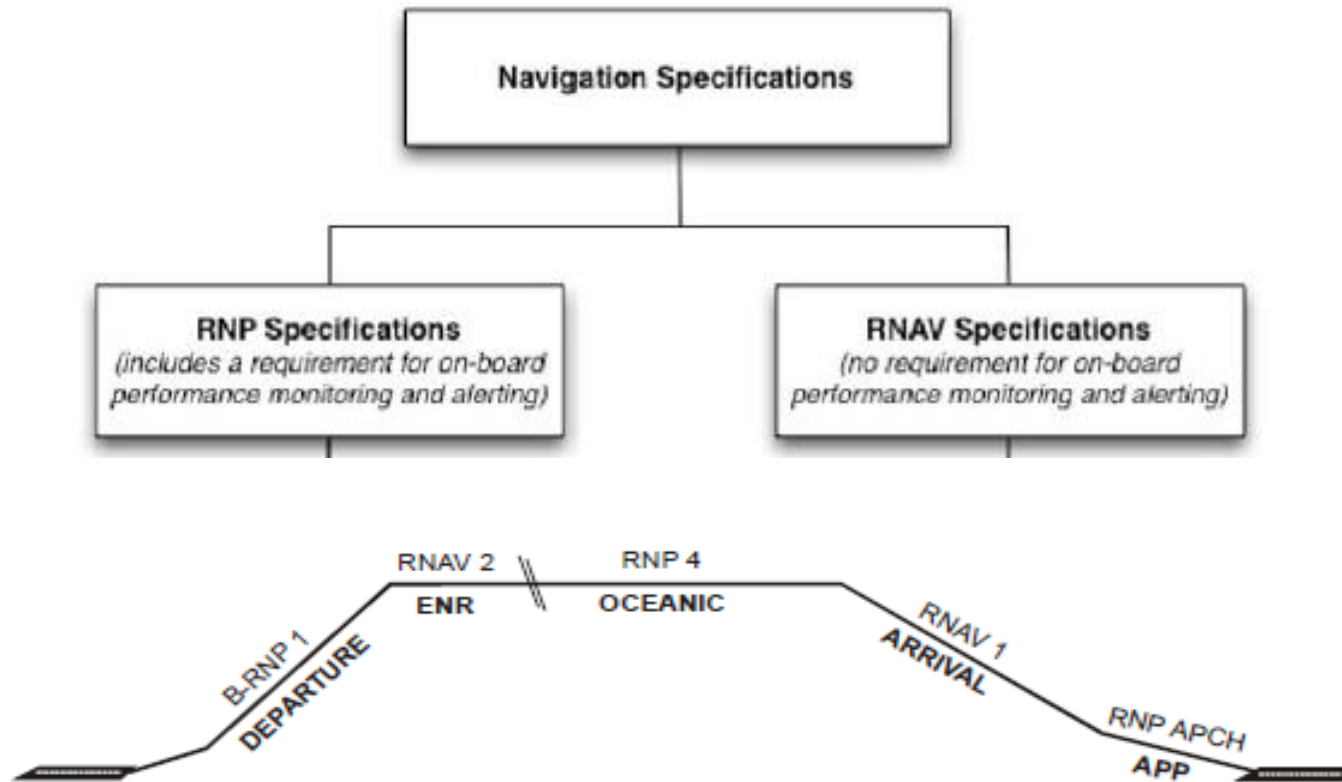 Navigation Specifications
RNP Specifications
(includes a requirement for on-board
performance monitoring and alerting)
RNAV Specifications
(no requirement for on-board
performance monitoring and alerting)
B-RNP 1
DEPARTURE
RNAV 2
ENR
RNP 4
OCEANIC
RNAV 1
ARRIVAL
RNP APCH
APP